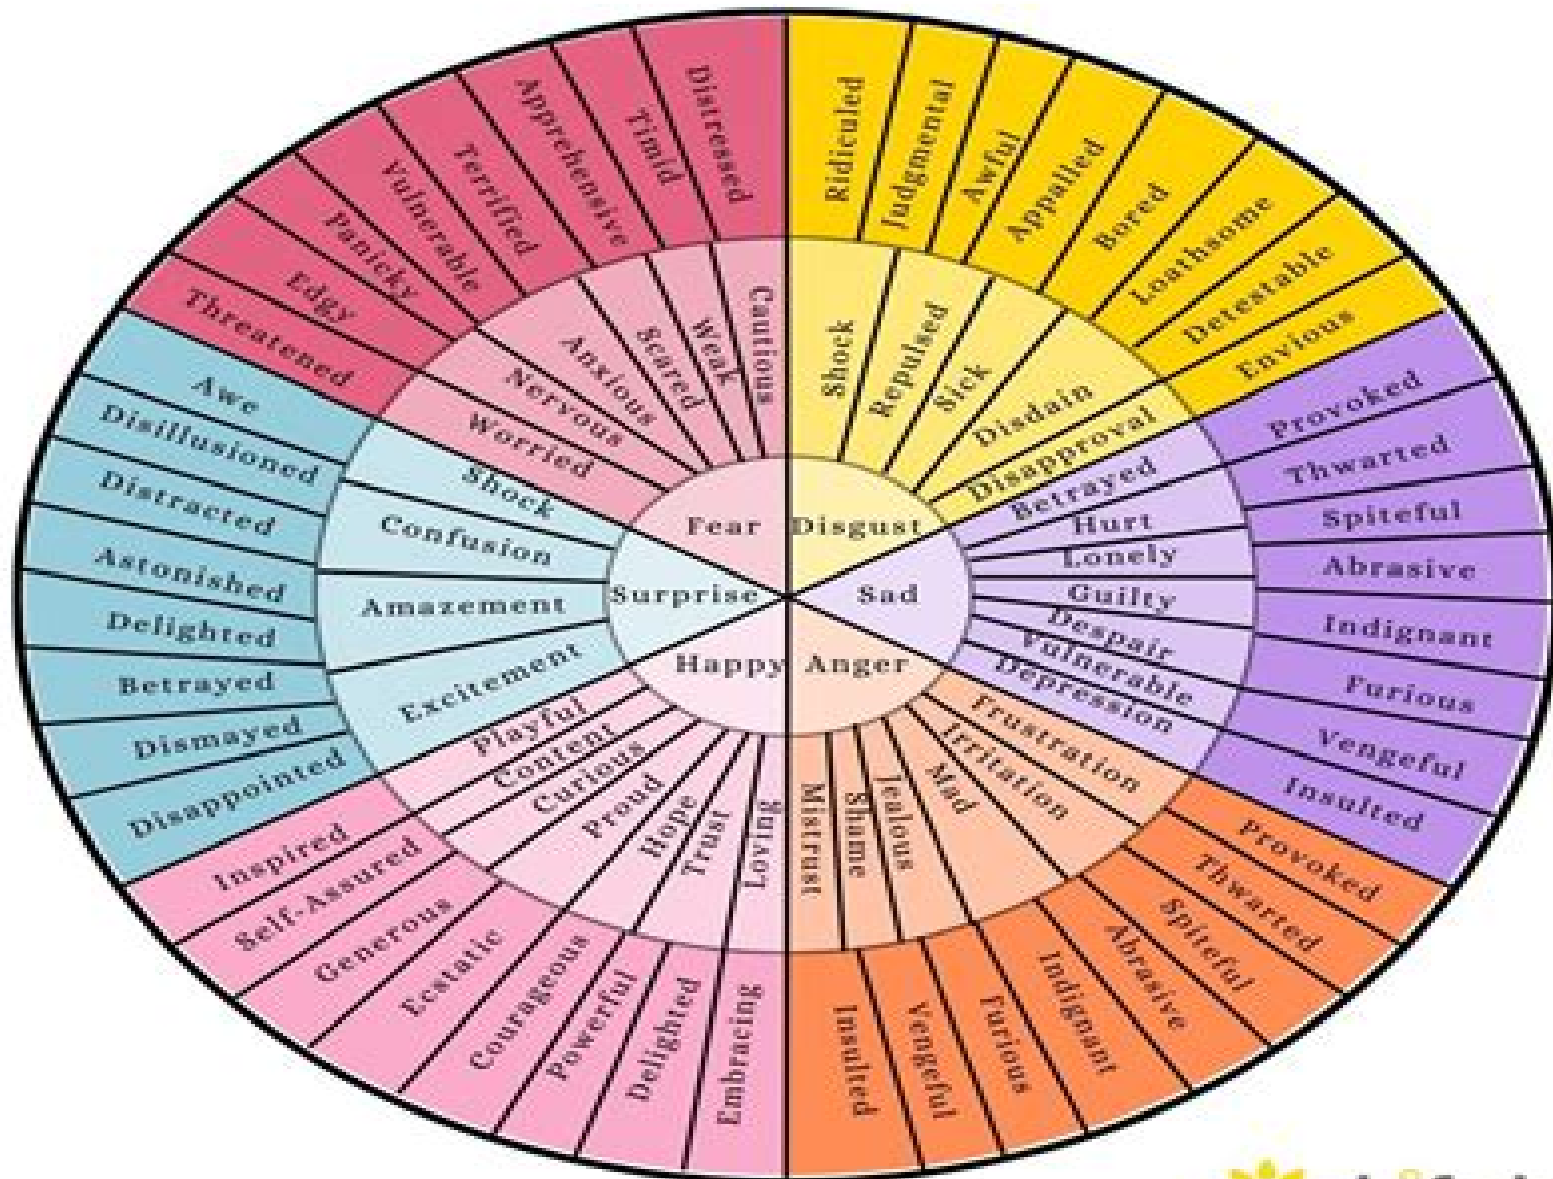 Distressed
Timid
Apprehensive
Terrified
Vulnerable
Panicky
Edgy
Threatened
Cautious
Weak
Scared
Anxious
Nervous
Worried
Fear
Ridiculed
Judgmental
Awful
Appalled
Bored
Loathsome
Detestable
Envious
Shock
Repulsed
Sick
Disdain
Disapproval
Disgust
Provoked
Thwarted
Spiteful
Abrasive
Indignant
Furious
Vengeful
Insulted
Betrayed
Hurt
Lonely
Guilty
Despair
Vulnerable
Depression
Sad
Provoked
Thwarted
Spiteful
Abrasive
Indignant
Furious
Vengeful
Insulted
Frustration
Irritation
Mad
Jealous
Shame
Mistrust
Anger
Embracing
Delighted
Powerful
Courageous
Ecstatic
Generous
Self-Assured
Inspired
Loving
Trust
Hope
Proud
Curious
Content
Playful
Happy
Disappointed
Dismayed
Betrayed
Delighted
Astonished
Distracted
Disillusioned
Awe
Excitement
Amazement
Confusion
Shock
Surprise